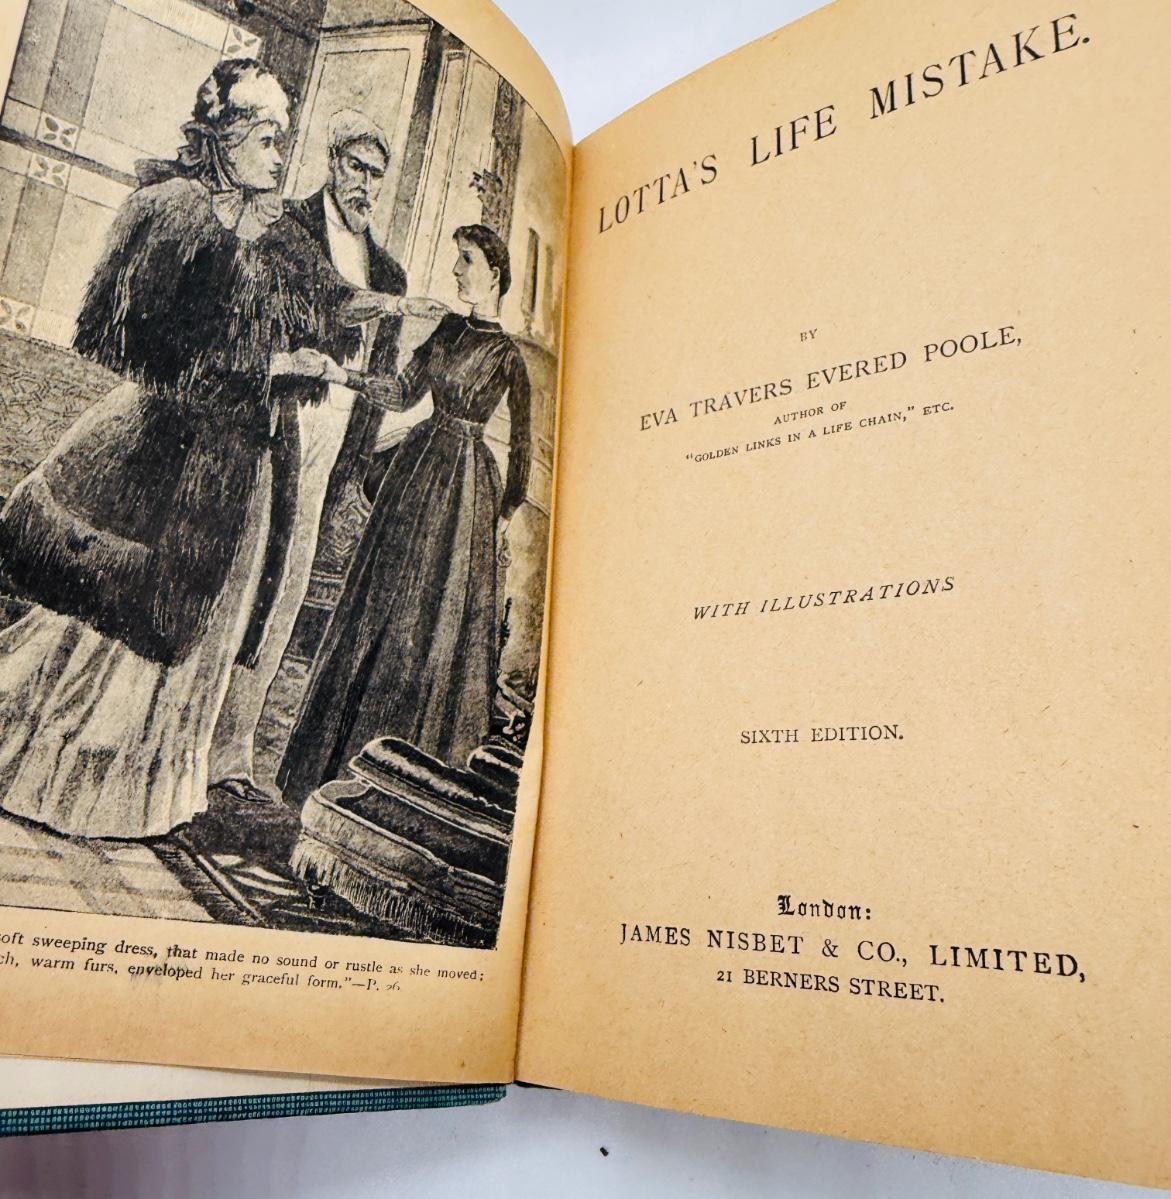 soft sweeping dress, that made no sound or rustle as she moved;
warm furs, enveloped her graceful form."—P. 26
LOTTA'S LIFE MISTAKE.
BY
EVA TRAVERS EVERED POOLE,
AUTHOR OF
"GOLDEN LINKS IN A LIFE CHAIN," ETC.
WITH ILLUSTRATIONS
SIXTH EDITION.
London:
JAMES NISBET & CO., LIMITED,
21 BERNERS STREET.